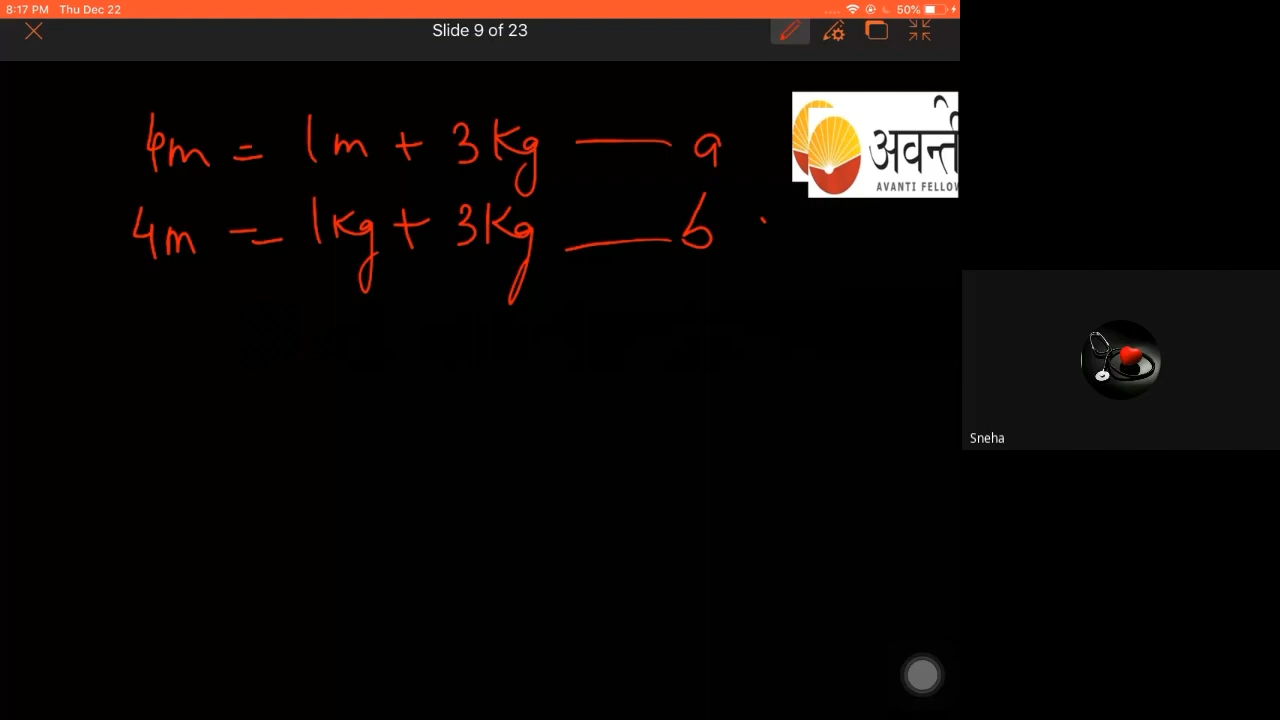 8:17 PM Thu Dec 22
50%
Slide 9 of 23
4m = 1m + 3Kg — a
4m = 1Kg + 3Kg — b
अवन्ती
AVANTI FELLOW
Sneha